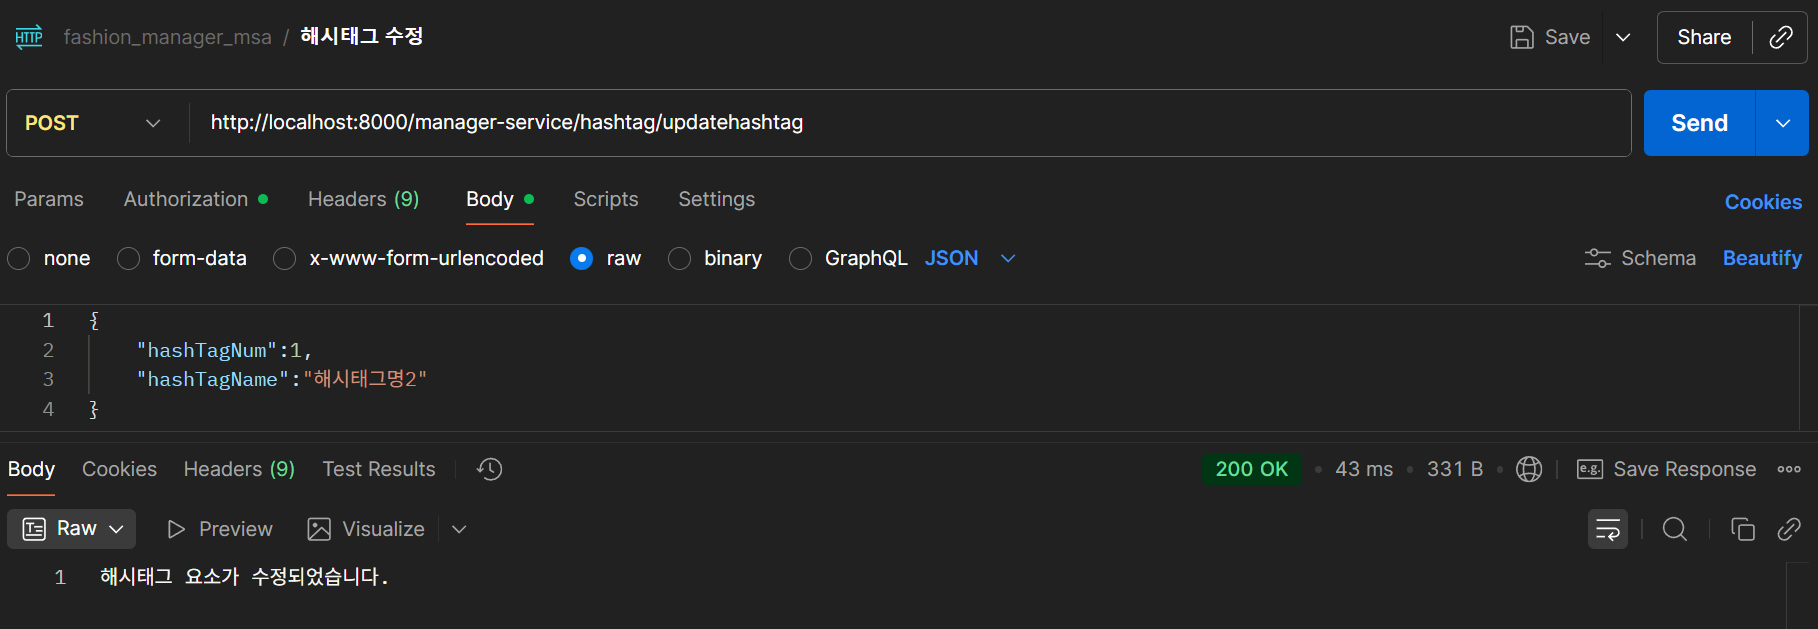 HTTP fashion_manager_msa / 해시태그 수정 Save Share
POST http://localhost:8000/manager-service/hashtag/updatehashtag Send
Params Authorization Headers (9) Body Scripts Settings Cookies
none form-data x-www-form-urlencoded raw binary GraphQL JSON Schema Beautify
1 {
2 "hashTagNum":1,
3 "hashTagName":"해시태그명2"
4 }
Body Cookies Headers (9) Test Results 200 OK • 43 ms • 331 B • e.g. Save Response
Raw Preview Visualize
1 해시태그 요소가 수정되었습니다.